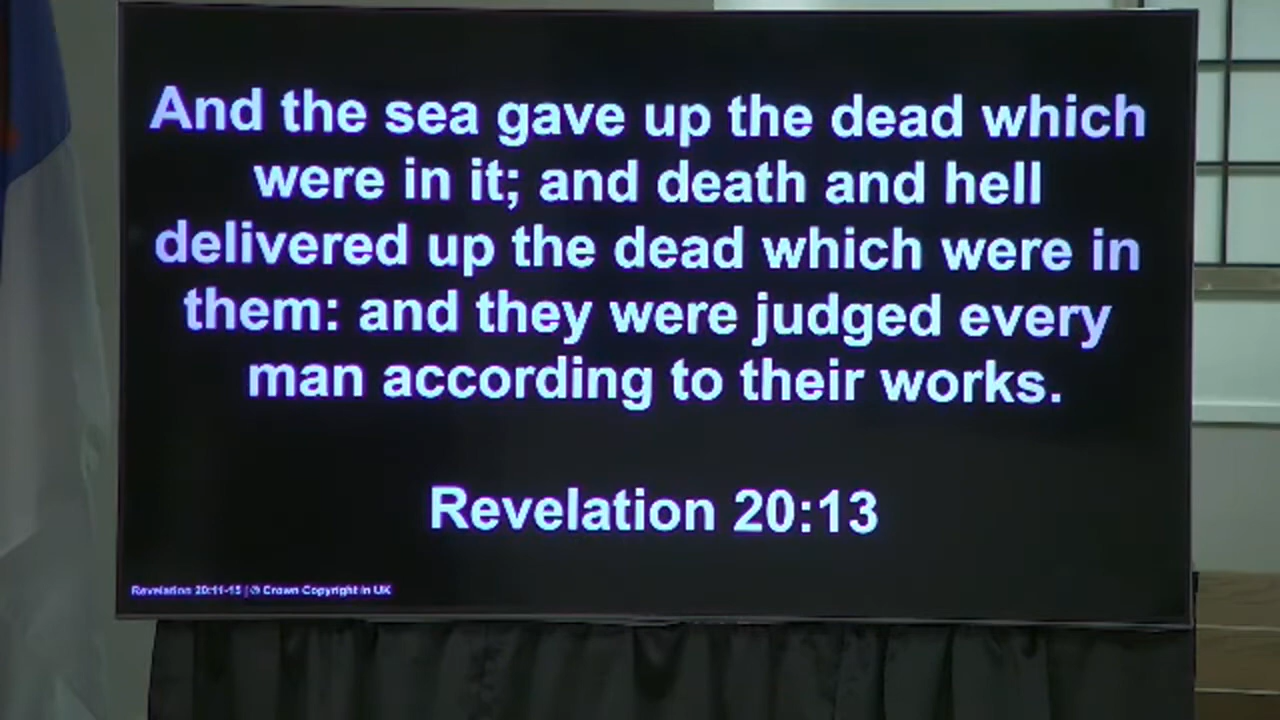 And the sea gave up the dead which
were in it; and death and hell
delivered up the dead which were in
them: and they were judged every
man according to their works.
Revelation 20:13
Revelation 20:11-15 | © Crown Copyright in UK